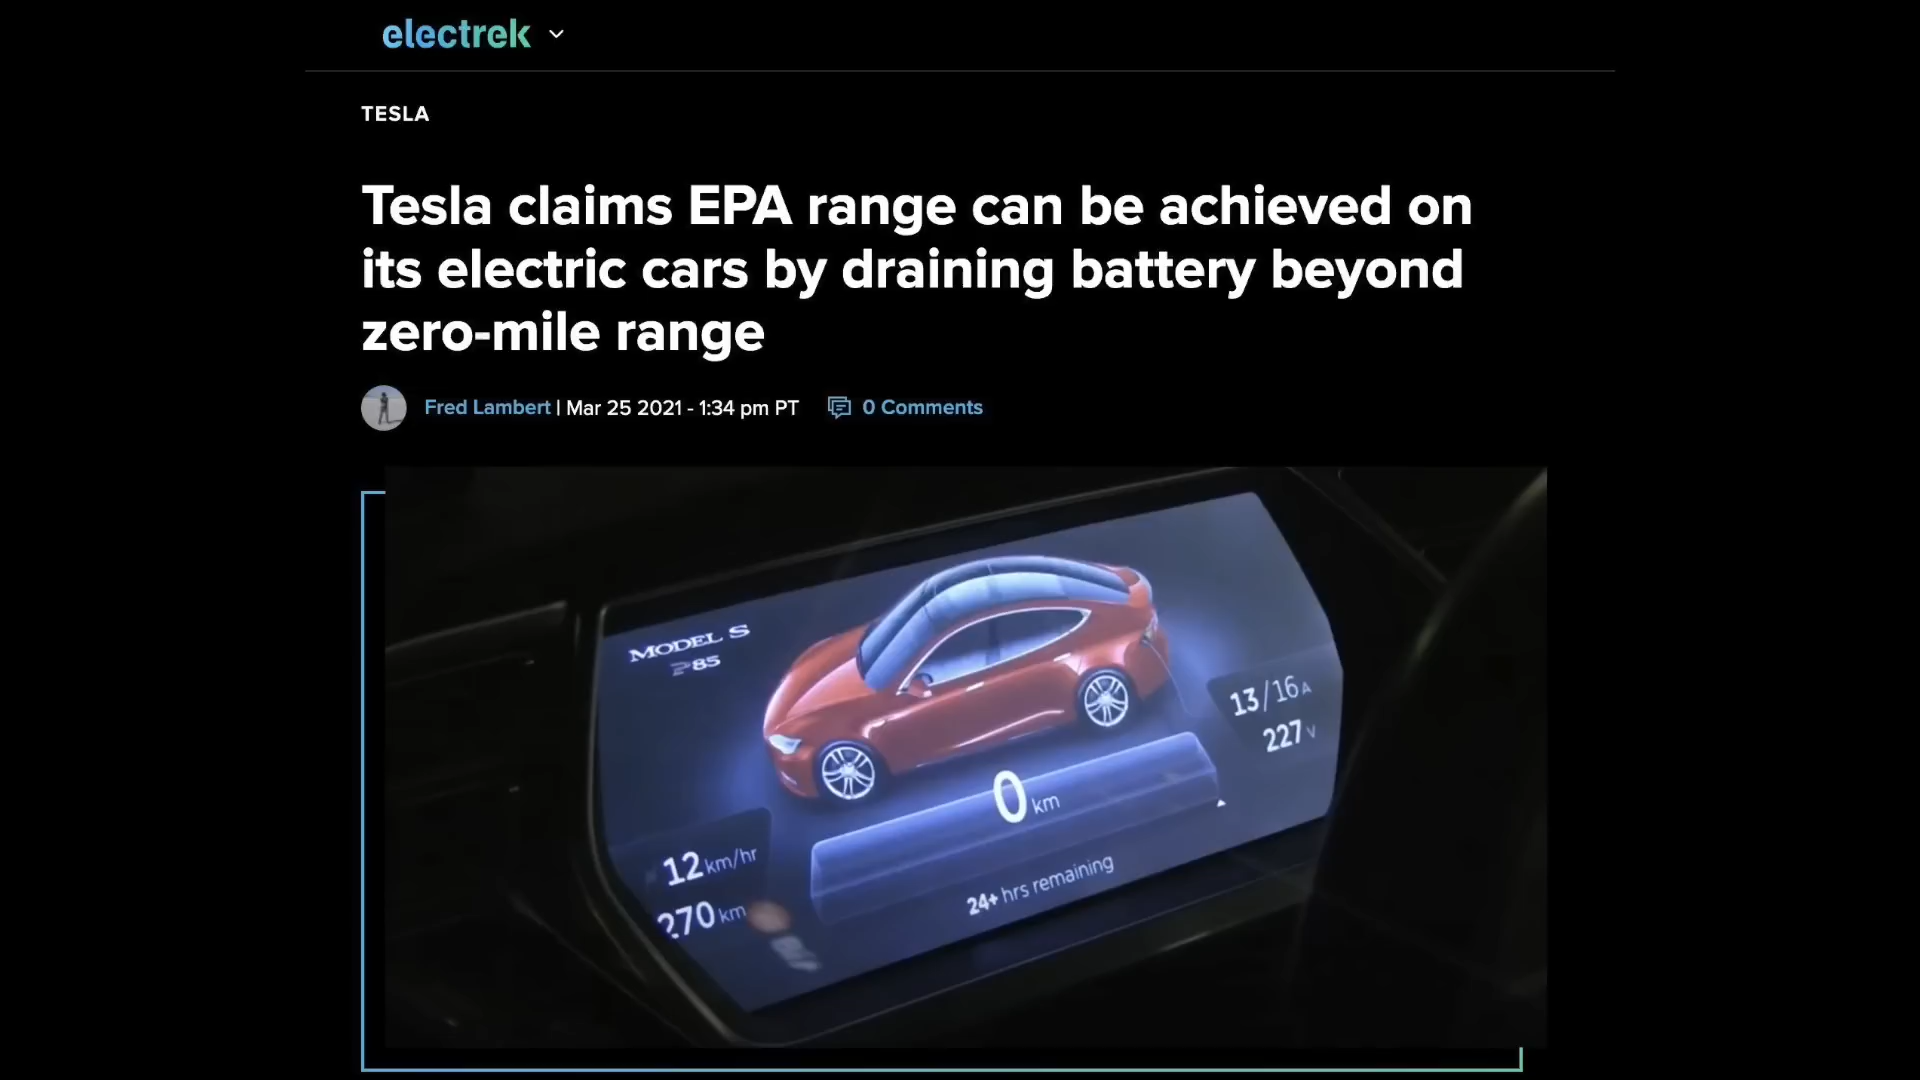 electrek
TESLA
Tesla claims EPA range can be achieved on
its electric cars by draining battery beyond
zero-mile range
Fred Lambert | Mar 25 2021 - 1:34 pm PT
0 Comments
MODEL S
P85
13/16 A
227 V
0 km
12 km/hr
270 km
24+ hrs remaining